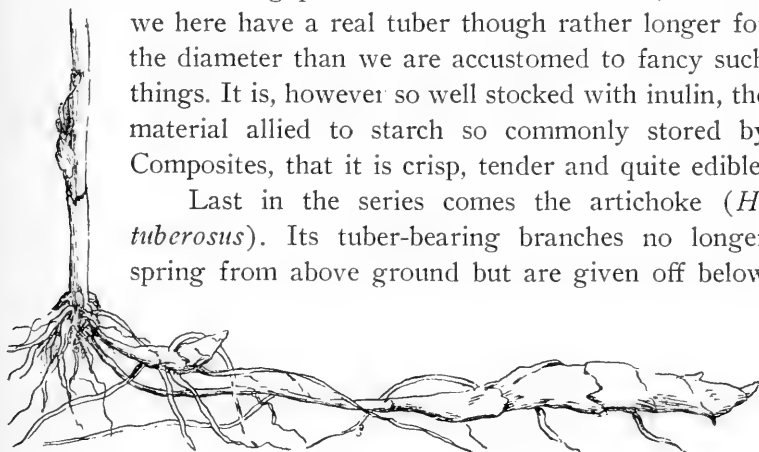 we here have a real tuber though rather longer fo
the diameter than we are accustomed to fancy such
things. It is, however so well stocked with inulin, the
material allied to starch so commonly stored by
Composites, that it is crisp, tender and quite edible
Last in the series comes the artichoke (H
tuberosus). Its tuber-bearing branches no longer
spring from above ground but are given off below